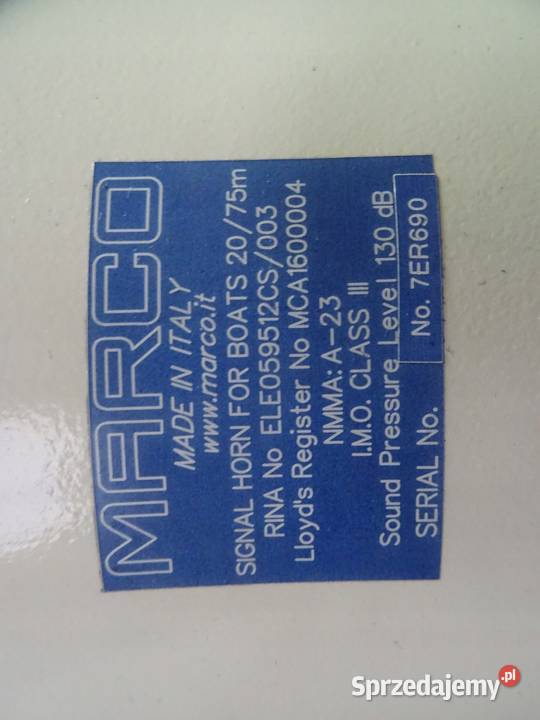 MARCO
MADE IN ITALY
www.marco.it
SIGNAL HORN FOR BOATS 20/75m
RINA No ELE059512CS/003
Lloyd's Register No MCA1600004
NMMA: A-23
I.M.O. CLASS III
Sound Pressure Level 130 dB
SERIAL No. No. 7ER690
Sprzedajemy.pl